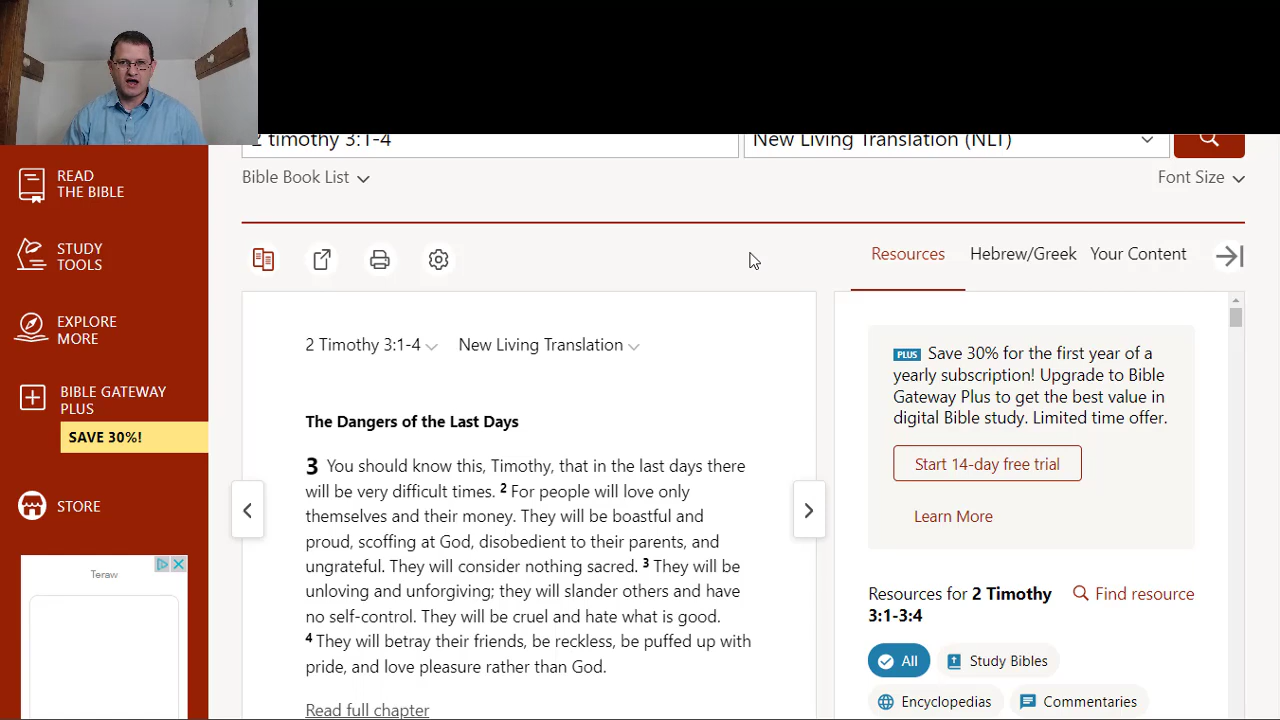 2 timothy 3:1-4
New Living Translation (NLT)
Bible Book List
Font Size
READ
THE BIBLE
STUDY
TOOLS
EXPLORE
MORE
BIBLE GATEWAY
PLUS
SAVE 30%!
STORE
Teraw
Resources
Hebrew/Greek
Your Content
2 Timothy 3:1-4
New Living Translation
The Dangers of the Last Days
3 You should know this, Timothy, that in the last days there
will be very difficult times. 2 For people will love only
themselves and their money. They will be boastful and
proud, scoffing at God, disobedient to their parents, and
ungrateful. They will consider nothing sacred. 3 They will be
unloving and unforgiving; they will slander others and have
no self-control. They will be cruel and hate what is good.
4 They will betray their friends, be reckless, be puffed up with
pride, and love pleasure rather than God.
Read full chapter
PLUS Save 30% for the first year of a
yearly subscription! Upgrade to Bible
Gateway Plus to get the best value in
digital Bible study. Limited time offer.
Start 14-day free trial
Learn More
Resources for 2 Timothy
3:1-3:4
Find resource
All
Study Bibles
Encyclopedias
Commentaries